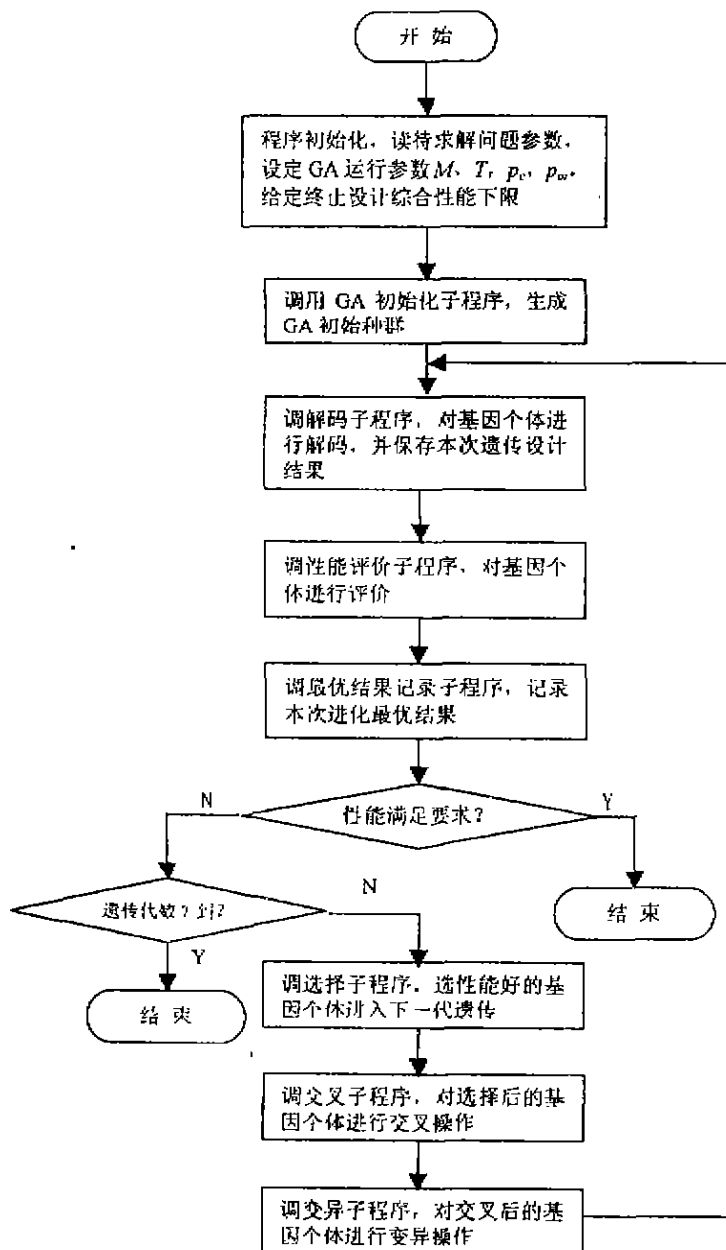 开 始
程序初始化，读待求解问题参数，
设定 GA 运行参数 M、T，pc，pm。
给定终止设计综合性能下限
调用 GA 初始化子程序，生成
GA 初始种群
调解码子程序，对基因个体进
行解码，并保存本次遗传设计
结果
调性能评价子程序，对基因个
体进行评价
调最优结果记录子程序，记录
本次进化最优结果
N
性能满足要求？
Y
遗传代数 T 到？
N
结 束
Y
结 束
调选择子程序，选性能好的基
因个体进入下一代遗传
调交叉子程序，对选择后的基
因个体进行交叉操作
调变异子程序，对交叉后的基
因个体进行变异操作